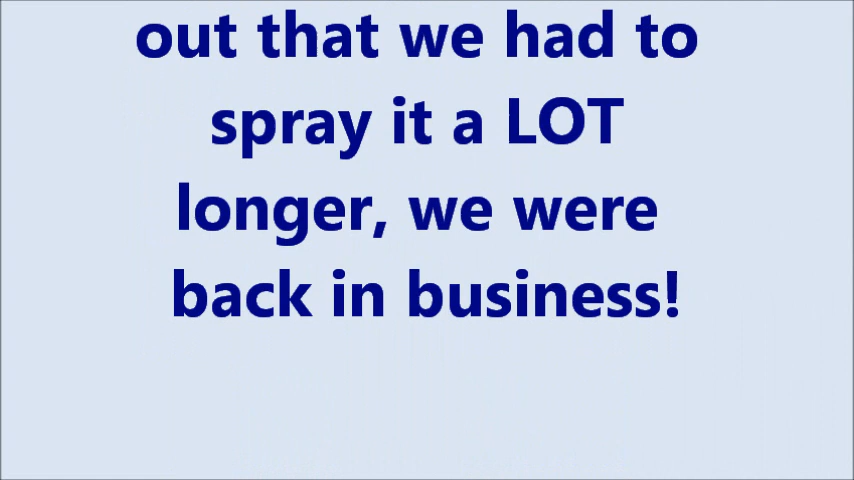 out that we had to
spray it a LOT
longer, we were
back in business!